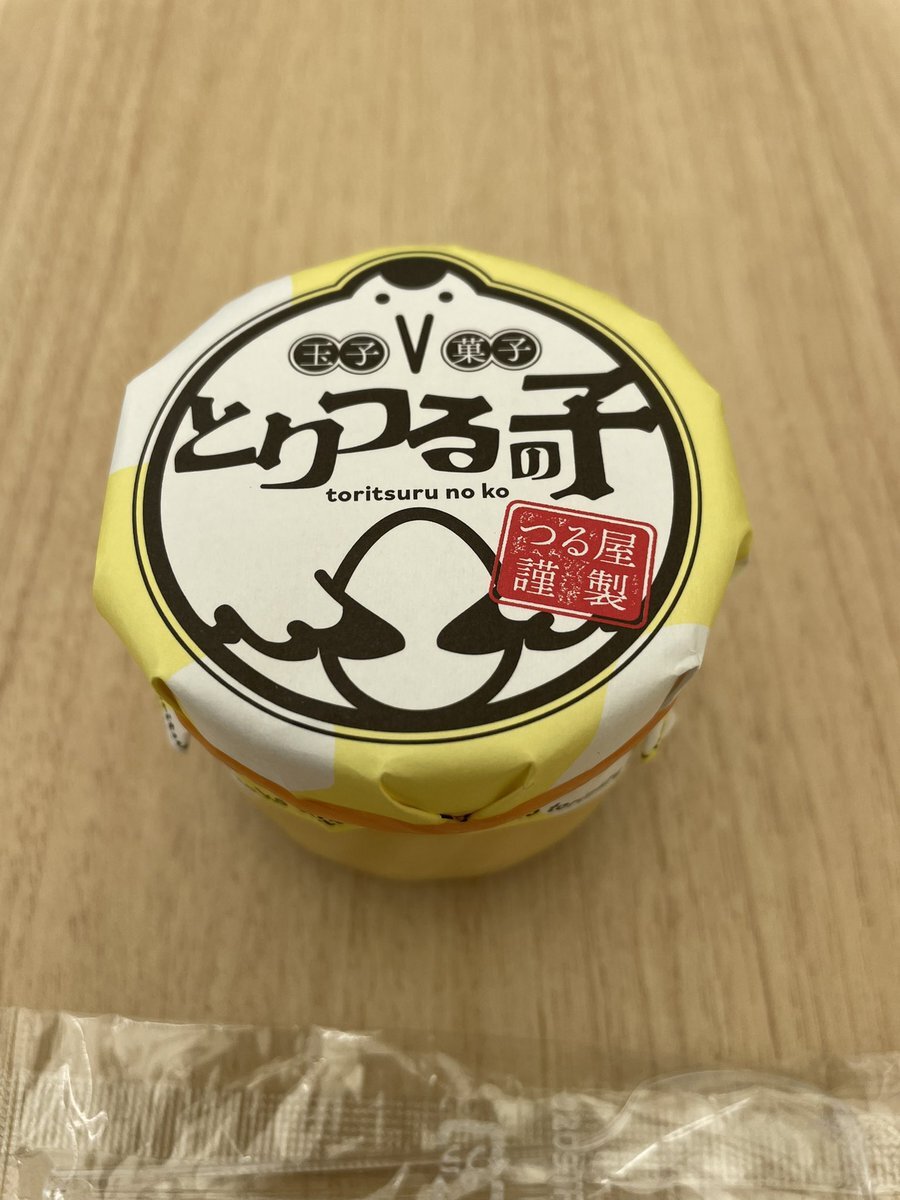 玉子 菓子
とりつるの子
toritsuru no ko
つる屋
謹製